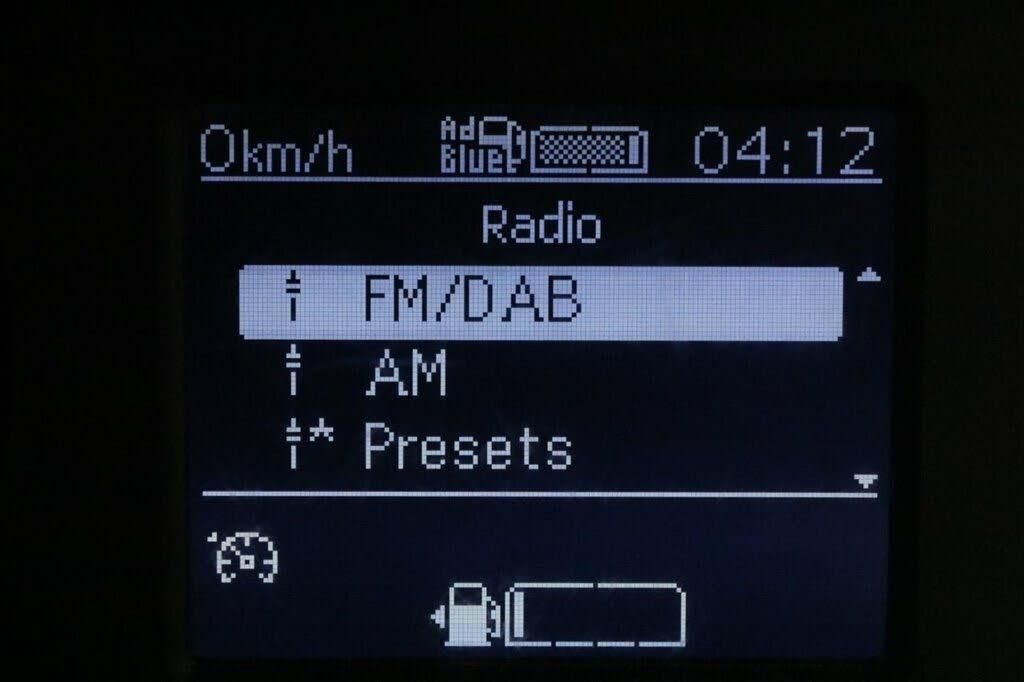 0km/h Ad Blue 04:12
Radio
FM/DAB
AM
Presets